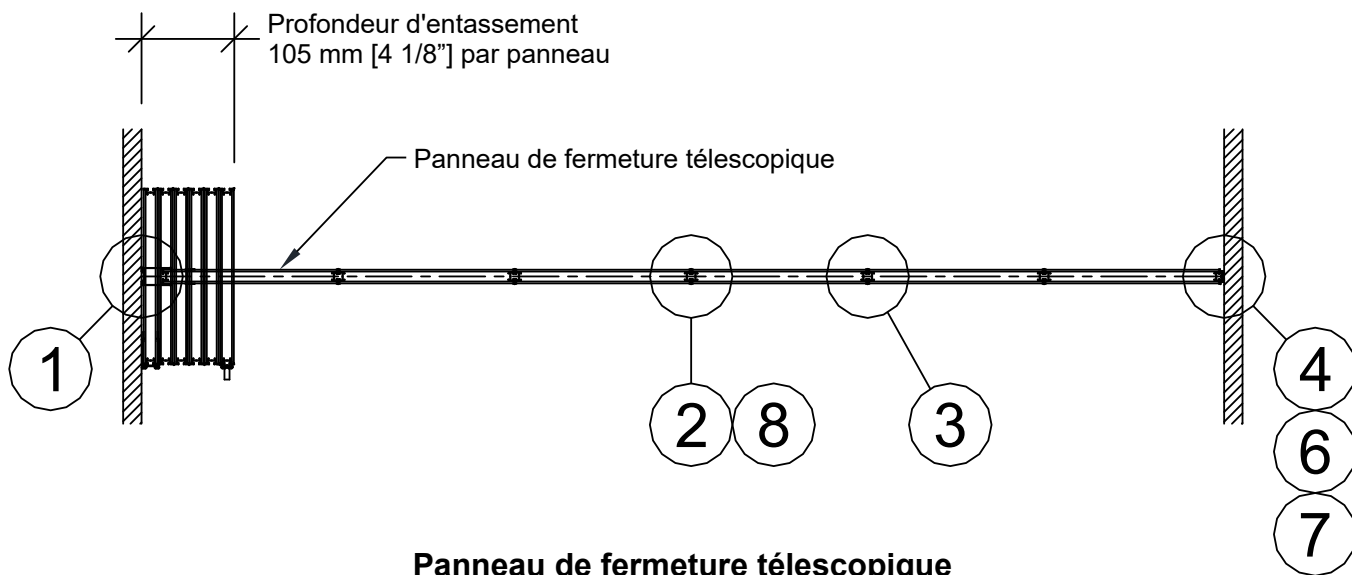 Profondeur d'entassement
105 mm [4 1/8”] par panneau
Panneau de fermeture télescopique
1
2
8
3
4
6
7
Panneau de fermeture télescopique